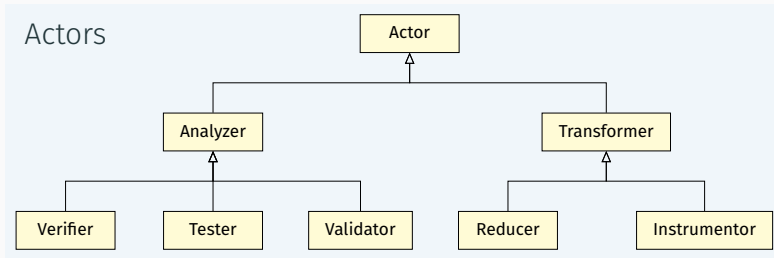 Actors
Actor
Analyzer
Transformer
Verifier
Tester
Validator
Reducer
Instrumentor